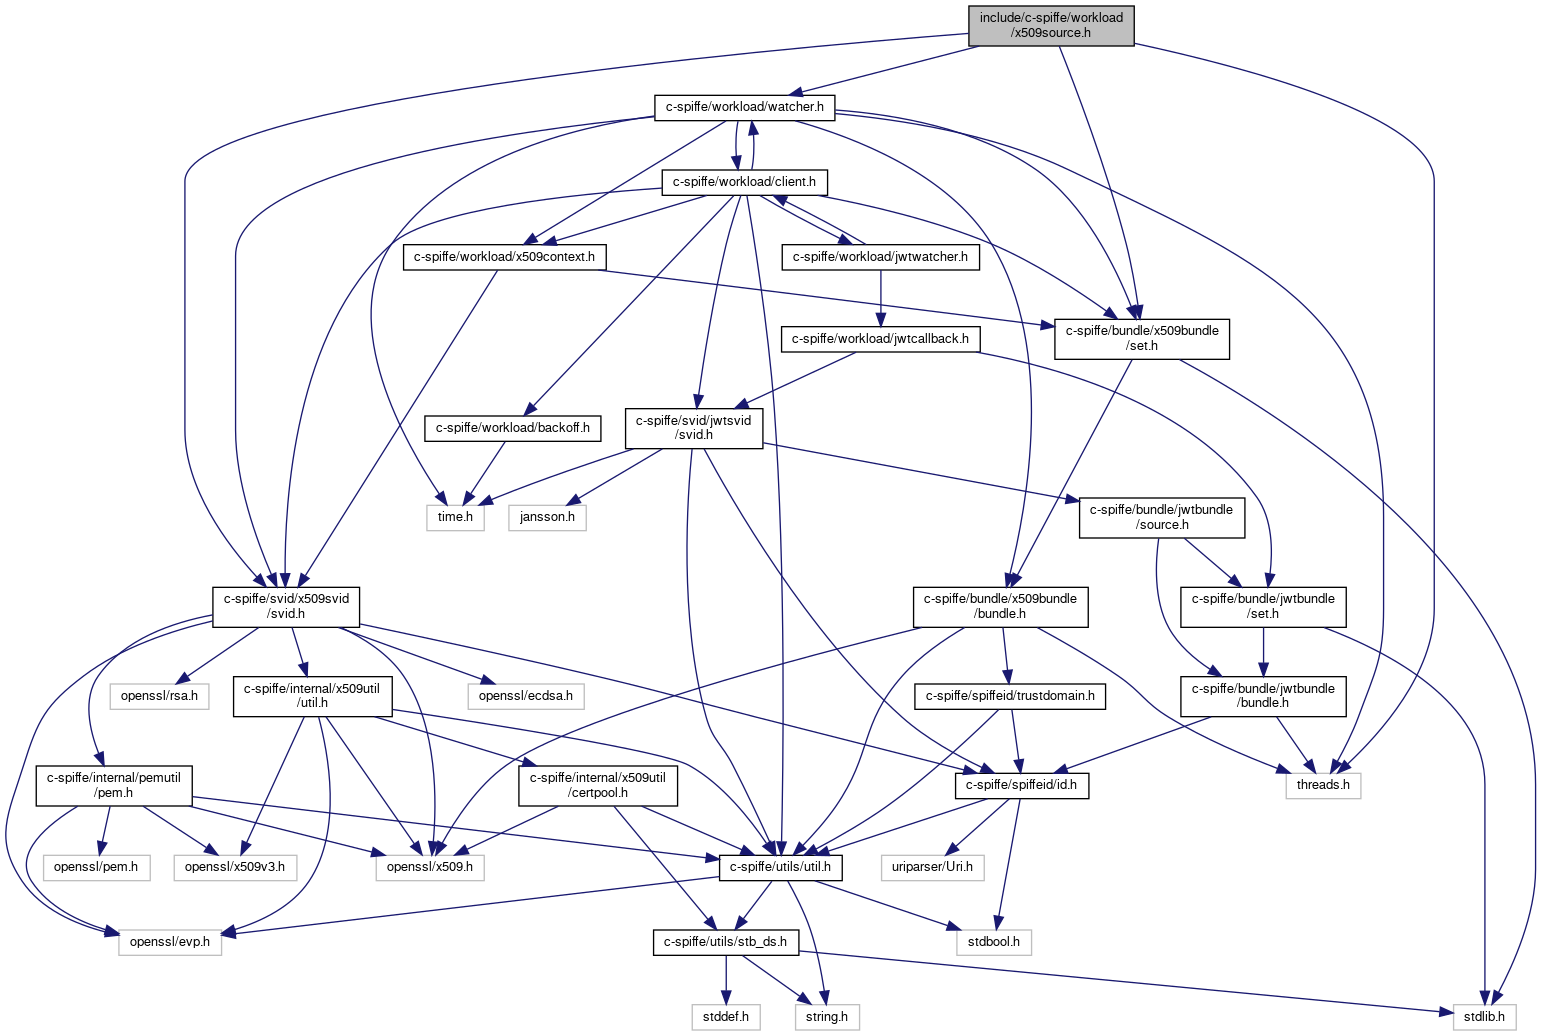 include/c-spiffe/workload
/x509source.h
c-spiffe/workload/watcher.h
c-spiffe/workload/client.h
c-spiffe/workload/x509context.h
c-spiffe/workload/jwtwatcher.h
c-spiffe/workload/jwtcallback.h
c-spiffe/bundle/x509bundle
/set.h
c-spiffe/workload/backoff.h
c-spiffe/svid/jwtsvid
/svid.h
time.h
jansson.h
c-spiffe/bundle/jwtbundle
/source.h
c-spiffe/svid/x509svid
/svid.h
c-spiffe/bundle/x509bundle
/bundle.h
c-spiffe/bundle/jwtbundle
/set.h
openssl/rsa.h
c-spiffe/internal/x509util
/util.h
openssl/ecdsa.h
c-spiffe/spiffeid/trustdomain.h
c-spiffe/bundle/jwtbundle
/bundle.h
c-spiffe/internal/pemutil
/pem.h
c-spiffe/internal/x509util
/certpool.h
c-spiffe/spiffeid/id.h
threads.h
openssl/pem.h
openssl/x509v3.h
openssl/x509.h
c-spiffe/utils/util.h
uriparser/Uri.h
openssl/evp.h
c-spiffe/utils/stb_ds.h
stdbool.h
stddef.h
string.h
stdlib.h